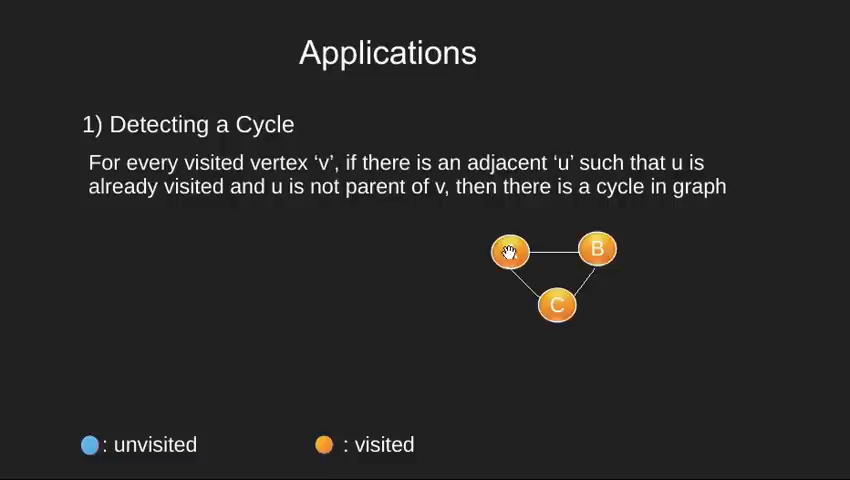 Applications
1) Detecting a Cycle
For every visited vertex ‘v’, if there is an adjacent ‘u’ such that u is
already visited and u is not parent of v, then there is a cycle in graph
B
C
: unvisited
: visited